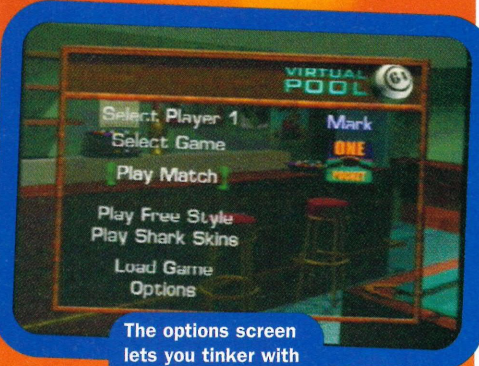 VIRTUAL
POOL 64
Select Player 1 Mark
Select Game ONE
POCKET
Play Match
Play Free Style
Play Shark Skins
Load Game
Options
The options screen
lets you tinker with